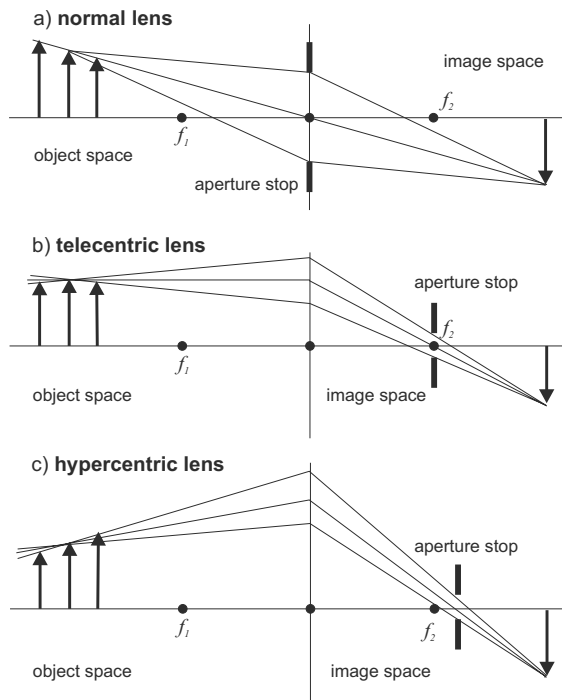 a) normal lens
image space
f₁
f₂
object space
aperture stop
b) telecentric lens
aperture stop
f₂
f₁
object space
image space
c) hypercentric lens
aperture stop
f₁
f₂
object space
image space